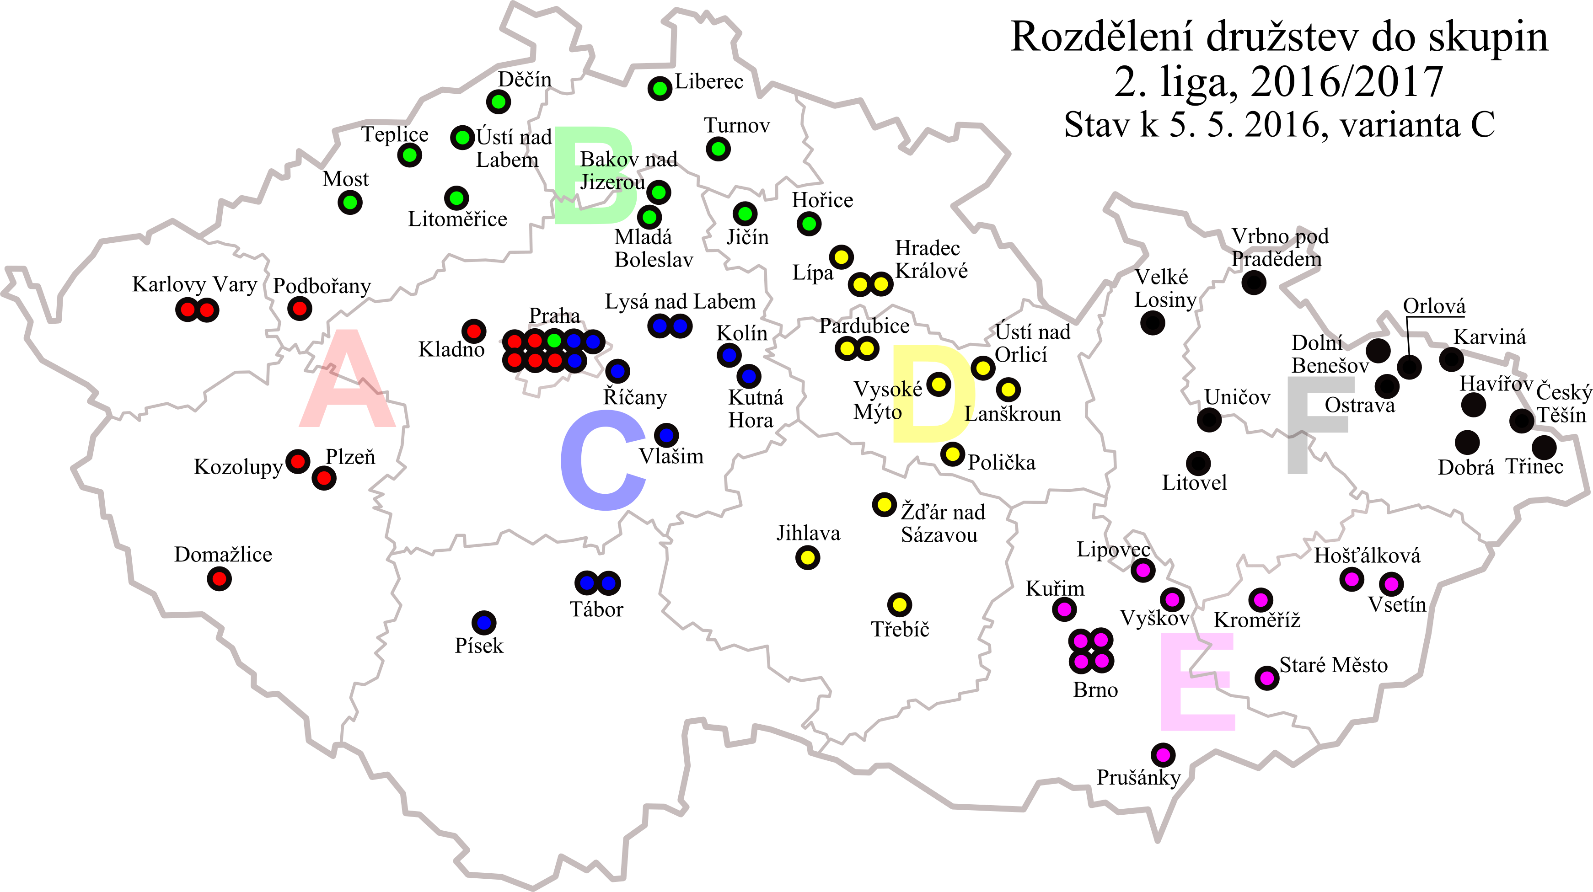 Rozdělení družstev do skupin
2. liga, 2016/2017
Stav k 5. 5. 2016, varianta C
Děčín
Liberec
Teplice
Ústí nad
Labem
Turnov
B
Bakov nad
Jizerou
Most
Litoměřice
Mladá
Boleslav
Jičín
Hořice
Hradec
Králové
Lípa
Vrbno pod
Pradědem
Velké
Losiny
Karlovy Vary
Podbořany
Praha
Lysá nad Labem
Kolín
Kladno
A
Říčany
Kutná
Hora
Pardubice
Ústí nad
Orlicí
D
Vysoké
Mýto
Lanškroun
Orlová
Karviná
Dolní
Benešov
Havířov
Český
Těšín
Ostrava
Uničov
F
Kozolupy
Plzeň
C
Vlašim
Polička
Litovel
Dobrá
Třinec
Žďár nad
Sázavou
Jihlava
Domažlice
Lipovec
Hošťálková
Kuřim
Tábor
Vyškov
Kroměříž
Vsetín
Písek
Třebíč
E
Staré Město
Brno
Prušánky